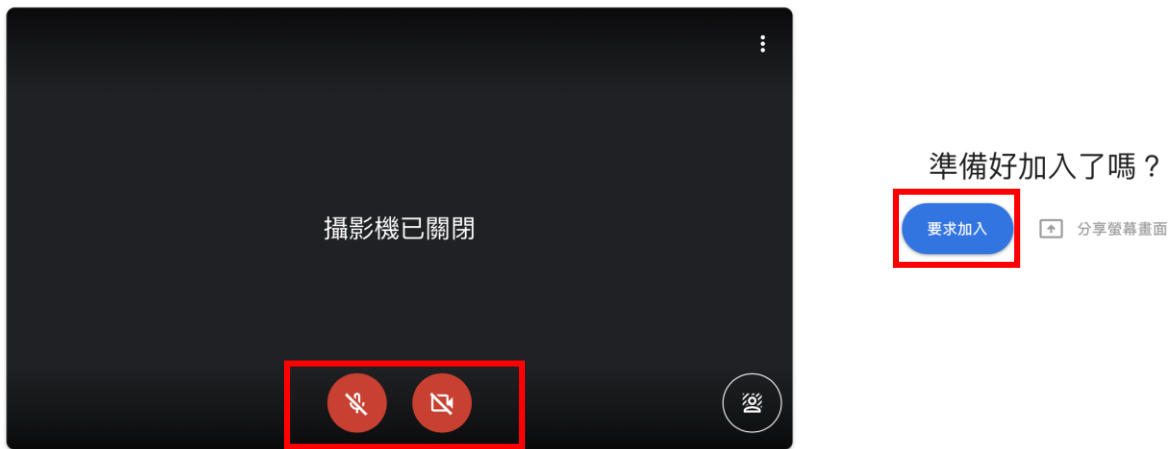 攝影機已關閉
準備好加入了嗎？
要求加入
分享螢幕畫面